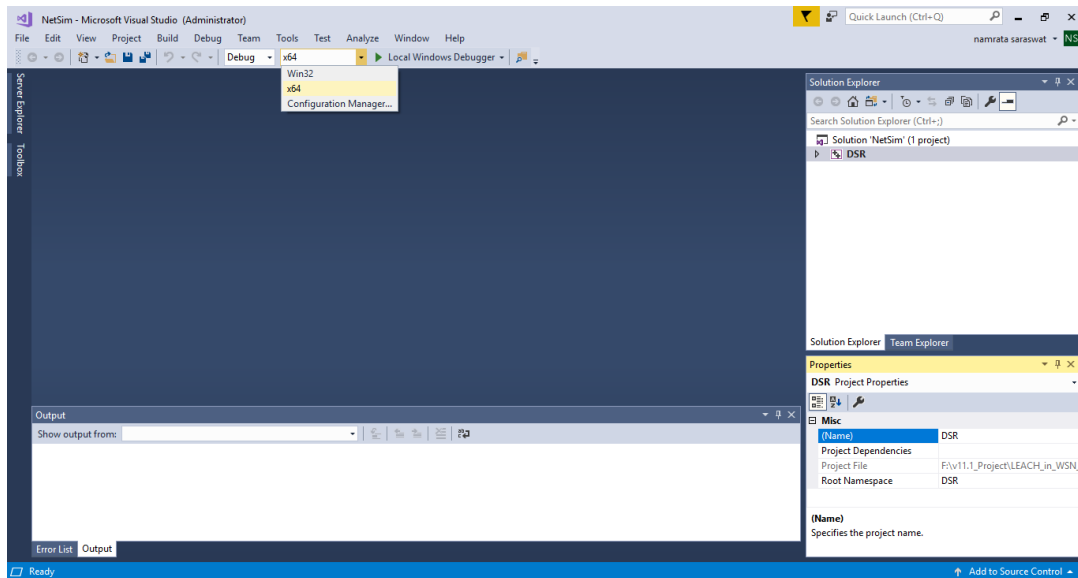 NetSim - Microsoft Visual Studio (Administrator)
Quick Launch (Ctrl+Q)
File Edit View Project Build Debug Team Tools Test Analyze Window Help
namrata saraswat NS
Debug x64 Local Windows Debugger
Win32
x64
Configuration Manager...
Server Explorer
Toolbox
Solution Explorer
Search Solution Explorer (Ctrl+;)
Solution 'NetSim' (1 project)
DSR
Solution Explorer Team Explorer
Properties
DSR Project Properties
Misc
(Name) DSR
Project Dependencies
Project File F:\v11.1_Project\LEACH_in_WSN_
Root Namespace DSR
(Name)
Specifies the project name.
Output
Show output from:
Error List Output
Ready
Add to Source Control